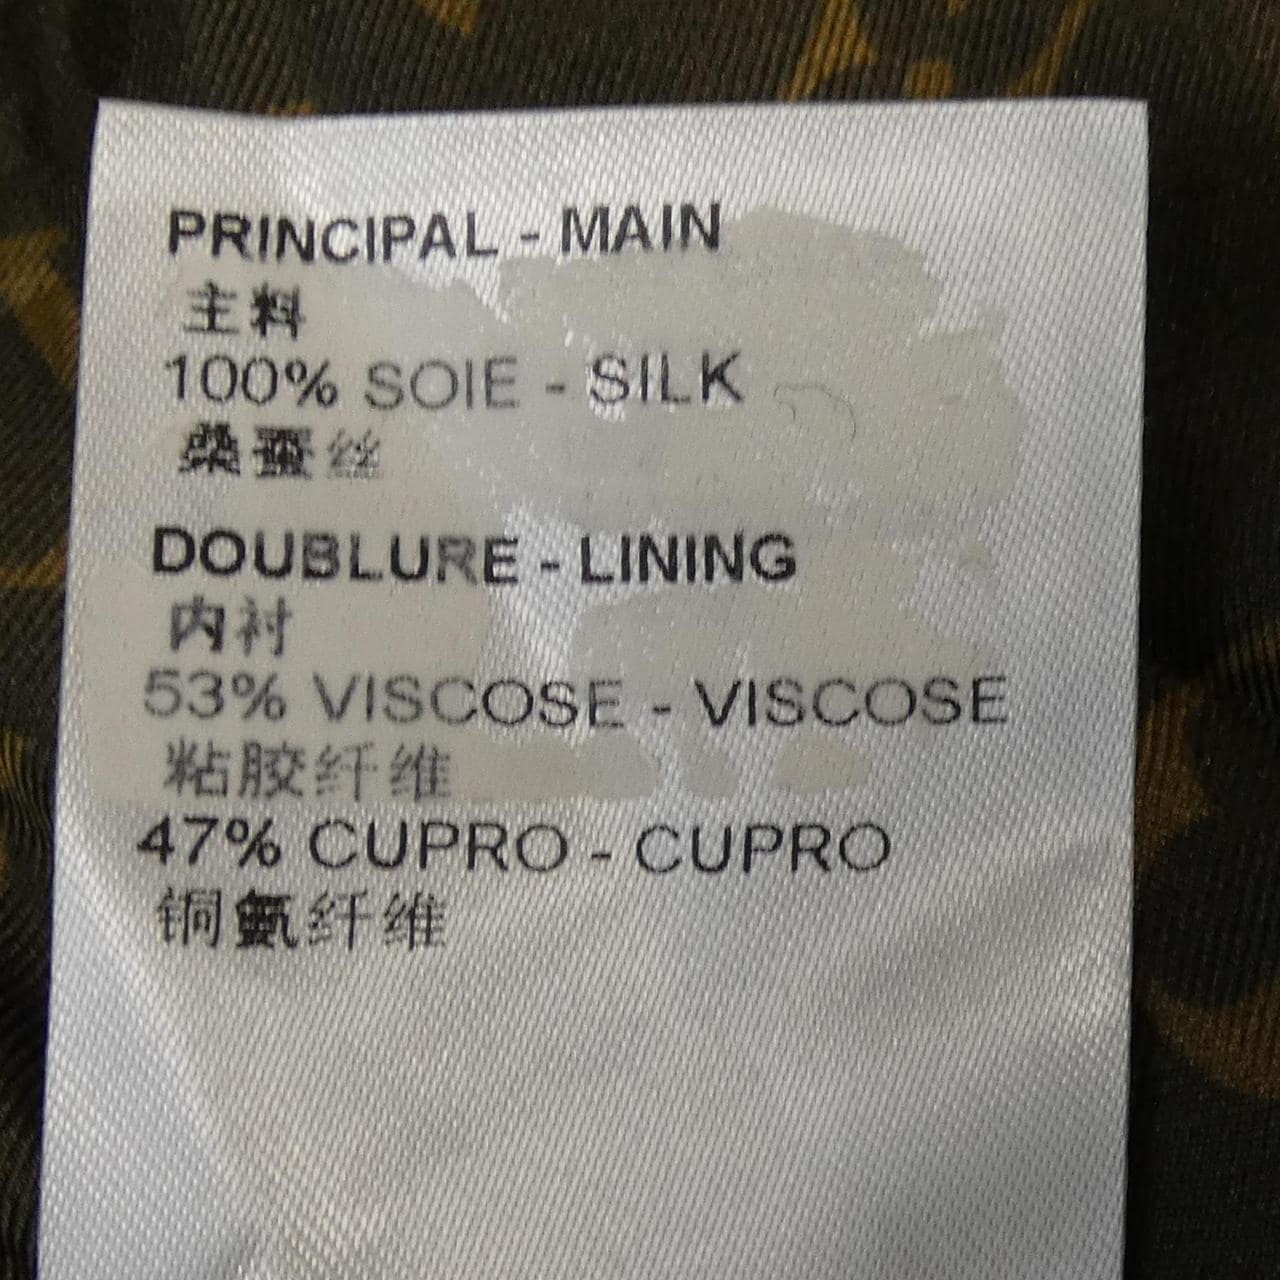 PRINCIPAL - MAIN
主料
100% SOIE - SILK
桑蚕丝
DOUBLURE - LINING
内衬
53% VISCOSE - VISCOSE
粘胶纤维
47% CUPRO - CUPRO
铜氨纤维